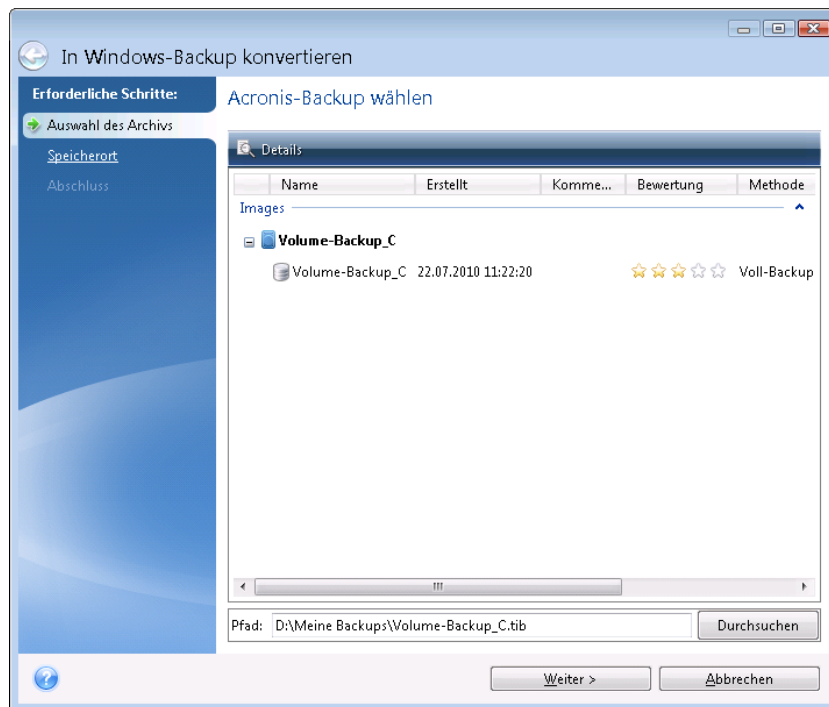 In Windows-Backup konvertieren
Erforderliche Schritte:
Auswahl des Archivs
Speicherort
Abschluss
Acronis-Backup wählen
Details
Name Erstellt Komme... Bewertung Methode
Images
Volume-Backup_C
Volume-Backup_C 22.07.2010 11:22:20 Voll-Backup
Pfad: D:\Meine Backups\Volume-Backup_C.tib Durchsuchen
Weiter > Abbrechen